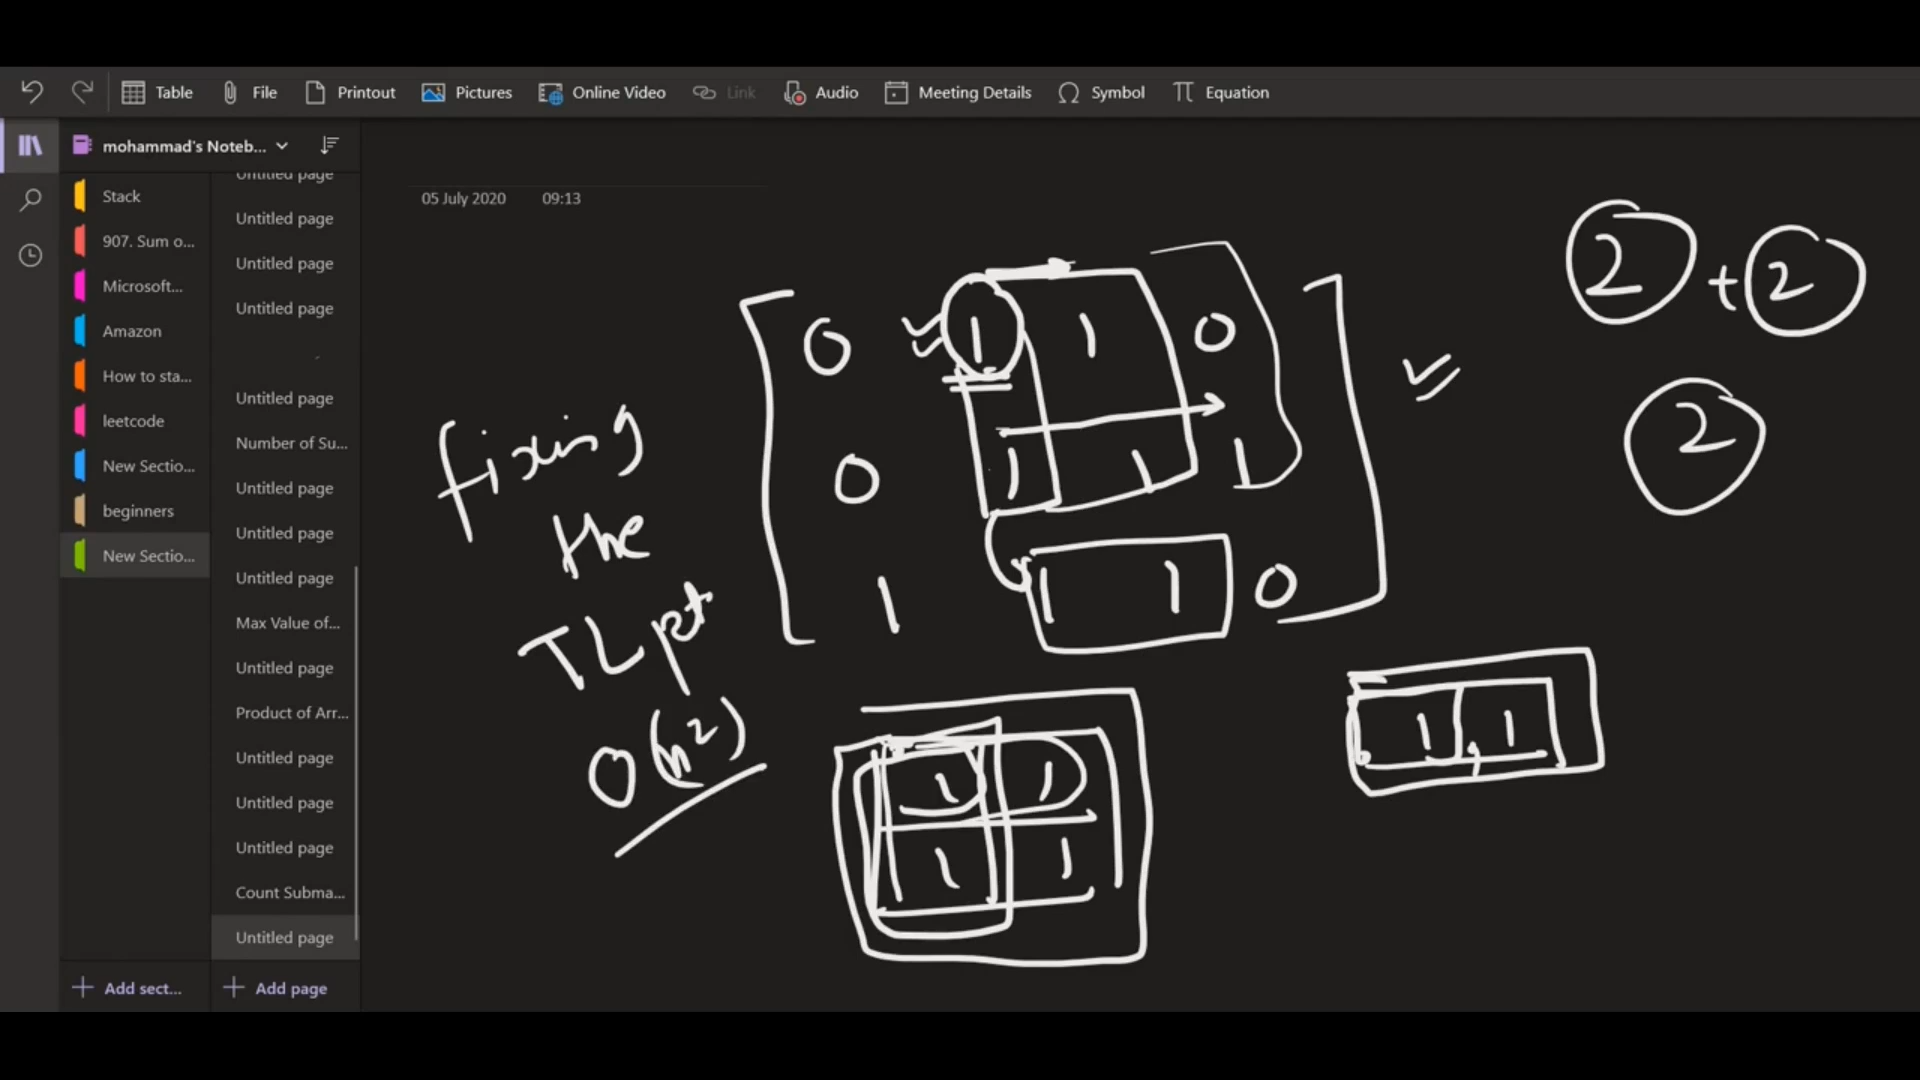 Table File Printout Pictures Online Video Link Audio Meeting Details Symbol Equation
mohammad's Noteb...
Stack
907. Sum o...
Microsoft...
Amazon
How to sta...
leetcode
New Sectio...
beginners
New Sectio...
Add sect...
Untitled page
Untitled page
Untitled page
Untitled page
Untitled page
Number of Su...
Untitled page
Untitled page
Untitled page
Max Value of...
Untitled page
Product of Arr...
Untitled page
Untitled page
Untitled page
Count Subma...
Untitled page
Add page
05 July 2020 09:13
0 1 1 0
0 1 1 1
1 1 1 0
2 + 2
2
fixing
the
TL pt
O(n²)
1 1
1 1
1, 1